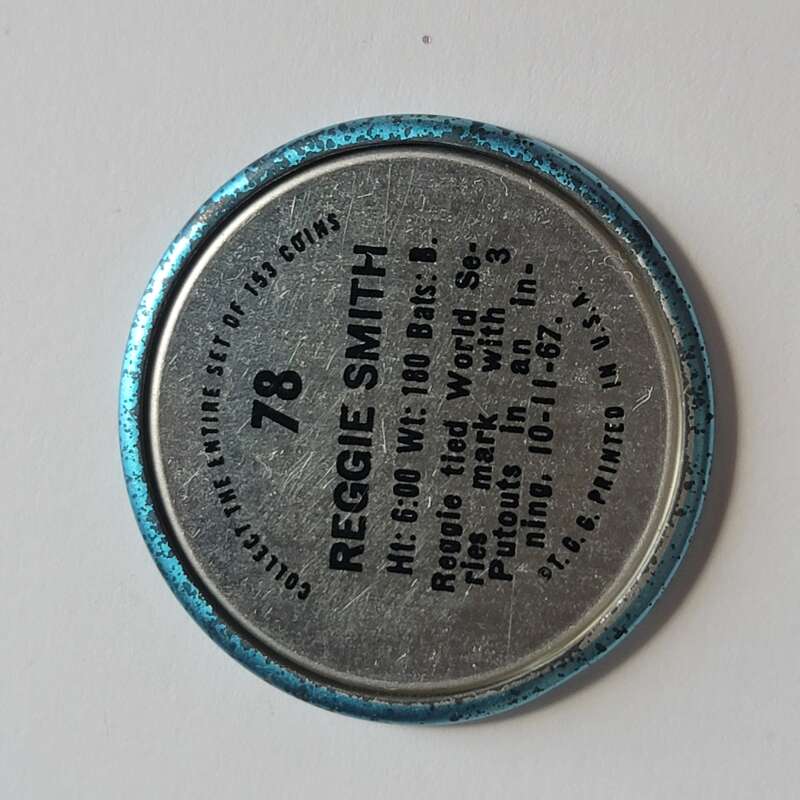 COLLECT THE ENTIRE SET OF 153 COINS
78
REGGIE SMITH
Ht: 6:00 Wt: 180 Bats: B.
Reggie tied World Se-
ries mark with 3
Putouts in an in-
ning, 10-11-67.
©T. C. G. PRINTED IN U.S.A.